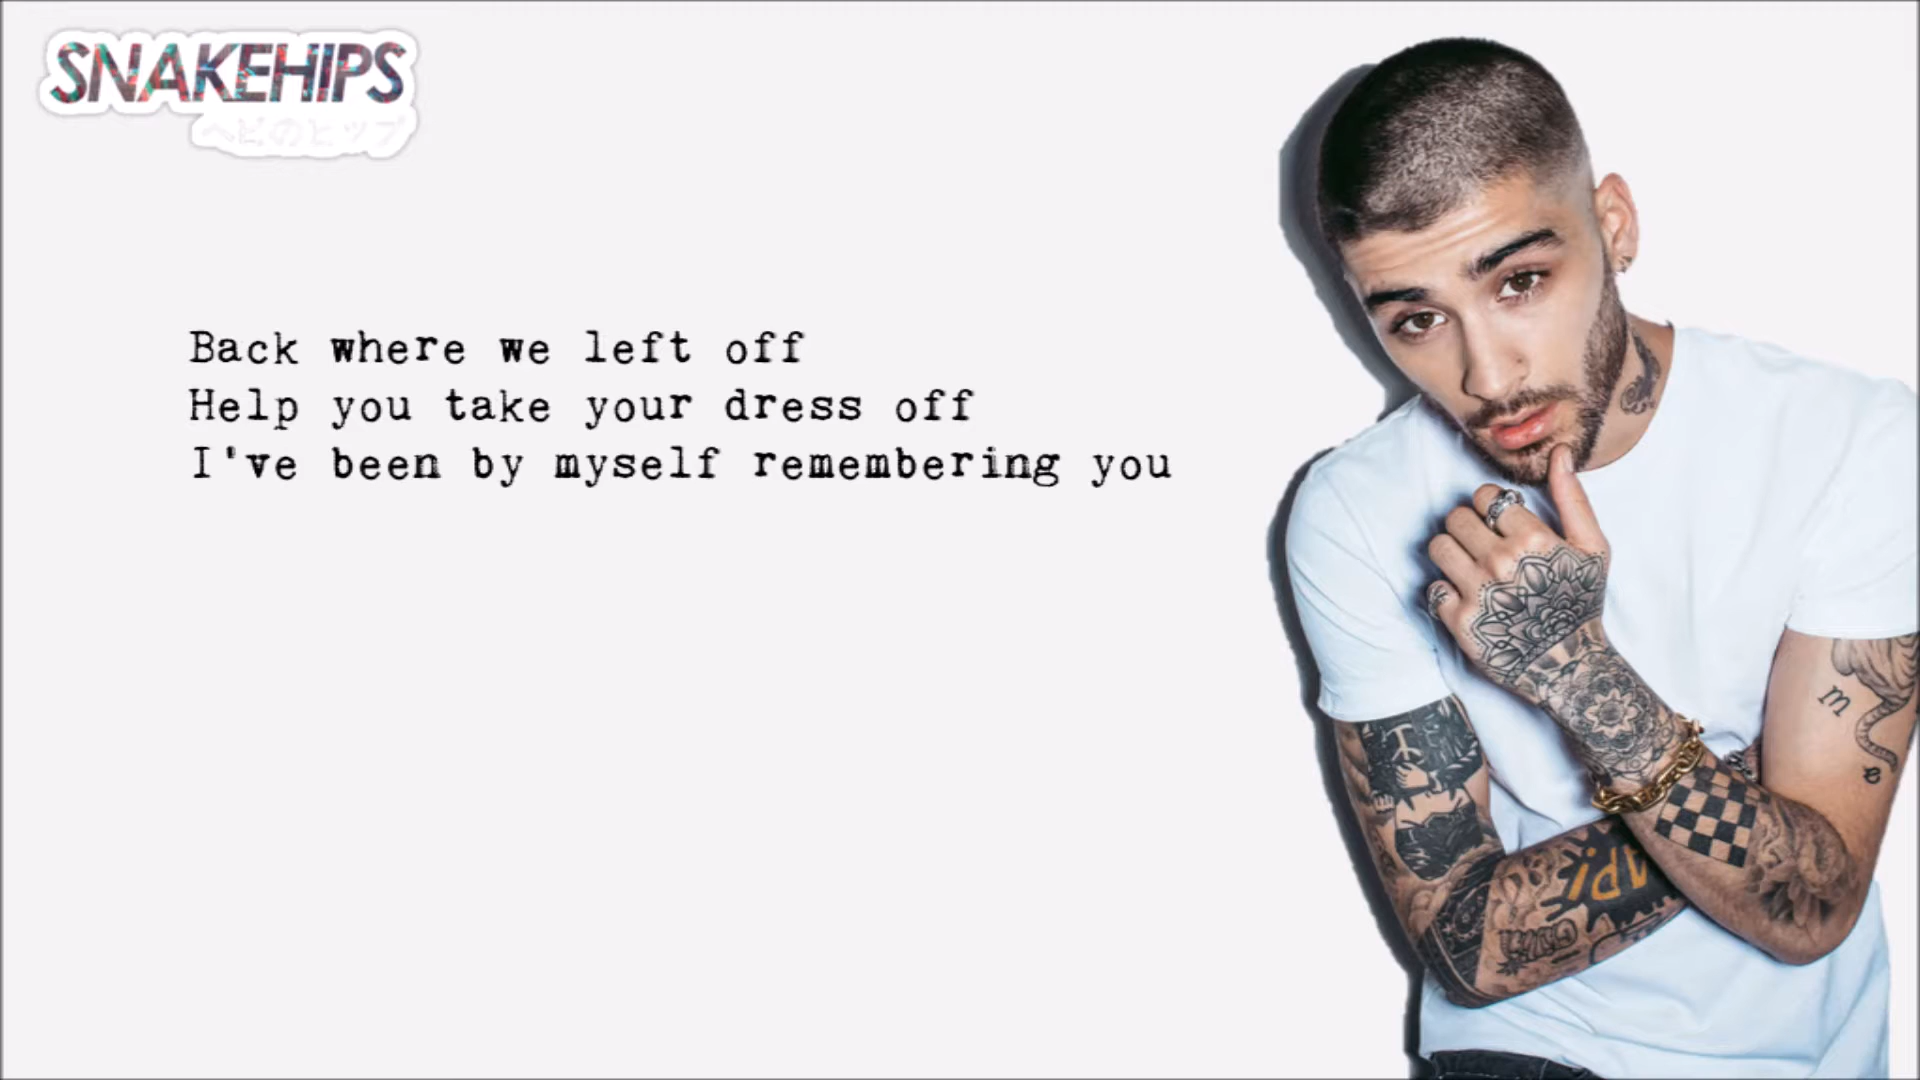 SNAKEHIPS
ヘビのヒップ
Back where we left off
Help you take your dress off
I've been by myself remembering you
m
e